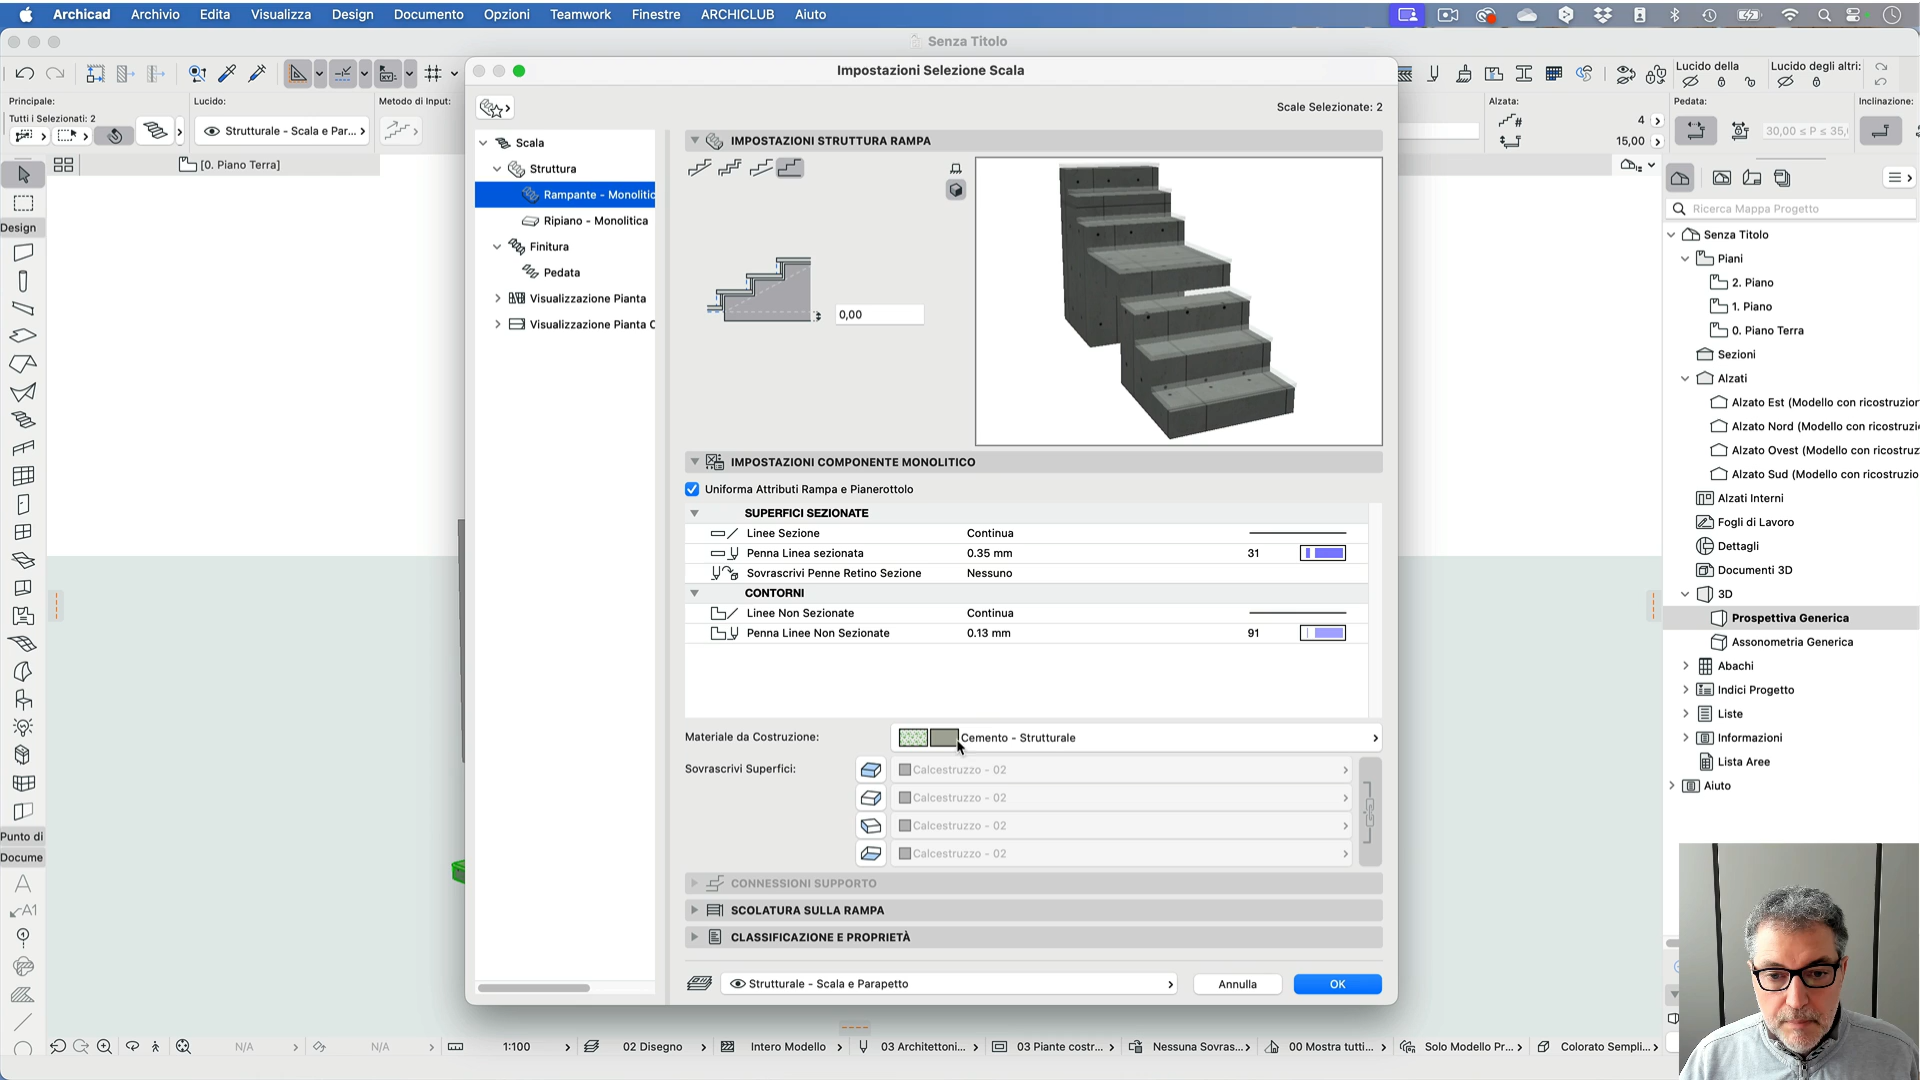 Archicad Archivio Edita Visualizza Design Documento Opzioni Teamwork Finestre ARCHICLUB Aiuto
Senza Titolo
Impostazioni Selezione Scala
Principale:
Tutti i Selezionati: 2
Lucido:
Strutturale - Scala e Par...
Metodo di Input:
[0. Piano Terra]
Scale Selezionate: 2
Lucido della
Lucido degli altri:
Alzata:
4
15,00
Pedata:
30,00 ≤ P ≤ 35,
Inclinazione:
Design
Punto di
Docume
Scala
Struttura
Rampante - Monolitic
Ripiano - Monolitica
Finitura
Pedata
Visualizzazione Pianta
Visualizzazione Pianta C
IMPOSTAZIONI STRUTTURA RAMPA
0,00
IMPOSTAZIONI COMPONENTE MONOLITICO
Uniforma Attributi Rampa e Pianerottolo
SUPERFICI SEZIONATE
Linee Sezione Continua
Penna Linea sezionata 0.35 mm 31
Sovrascrivi Penne Retino Sezione Nessuno
CONTORNI
Linee Non Sezionate Continua
Penna Linee Non Sezionate 0.13 mm 91
Materiale da Costruzione: Cemento - Strutturale
Sovrascrivi Superfici: Calcestruzzo - 02
Calcestruzzo - 02
Calcestruzzo - 02
Calcestruzzo - 02
CONNESSIONI SUPPORTO
SCOLATURA SULLA RAMPA
CLASSIFICAZIONE E PROPRIETÀ
Strutturale - Scala e Parapetto
Annulla
OK
Ricerca Mappa Progetto
Senza Titolo
Piani
2. Piano
1. Piano
0. Piano Terra
Sezioni
Alzati
Alzato Est (Modello con ricostruzior
Alzato Nord (Modello con ricostruzi
Alzato Ovest (Modello con ricostruz
Alzato Sud (Modello con ricostruzio
Alzati Interni
Fogli di Lavoro
Dettagli
Documenti 3D
3D
Prospettiva Generica
Assonometria Generica
Abachi
Indici Progetto
Liste
Informazioni
Lista Aree
Aiuto
N/A N/A 1:100 02 Disegno Intero Modello 03 Architettoni... 03 Piante costr... Nessuna Sovras... 00 Mostra tutti... Solo Modello Pr... Colorato Sempli...